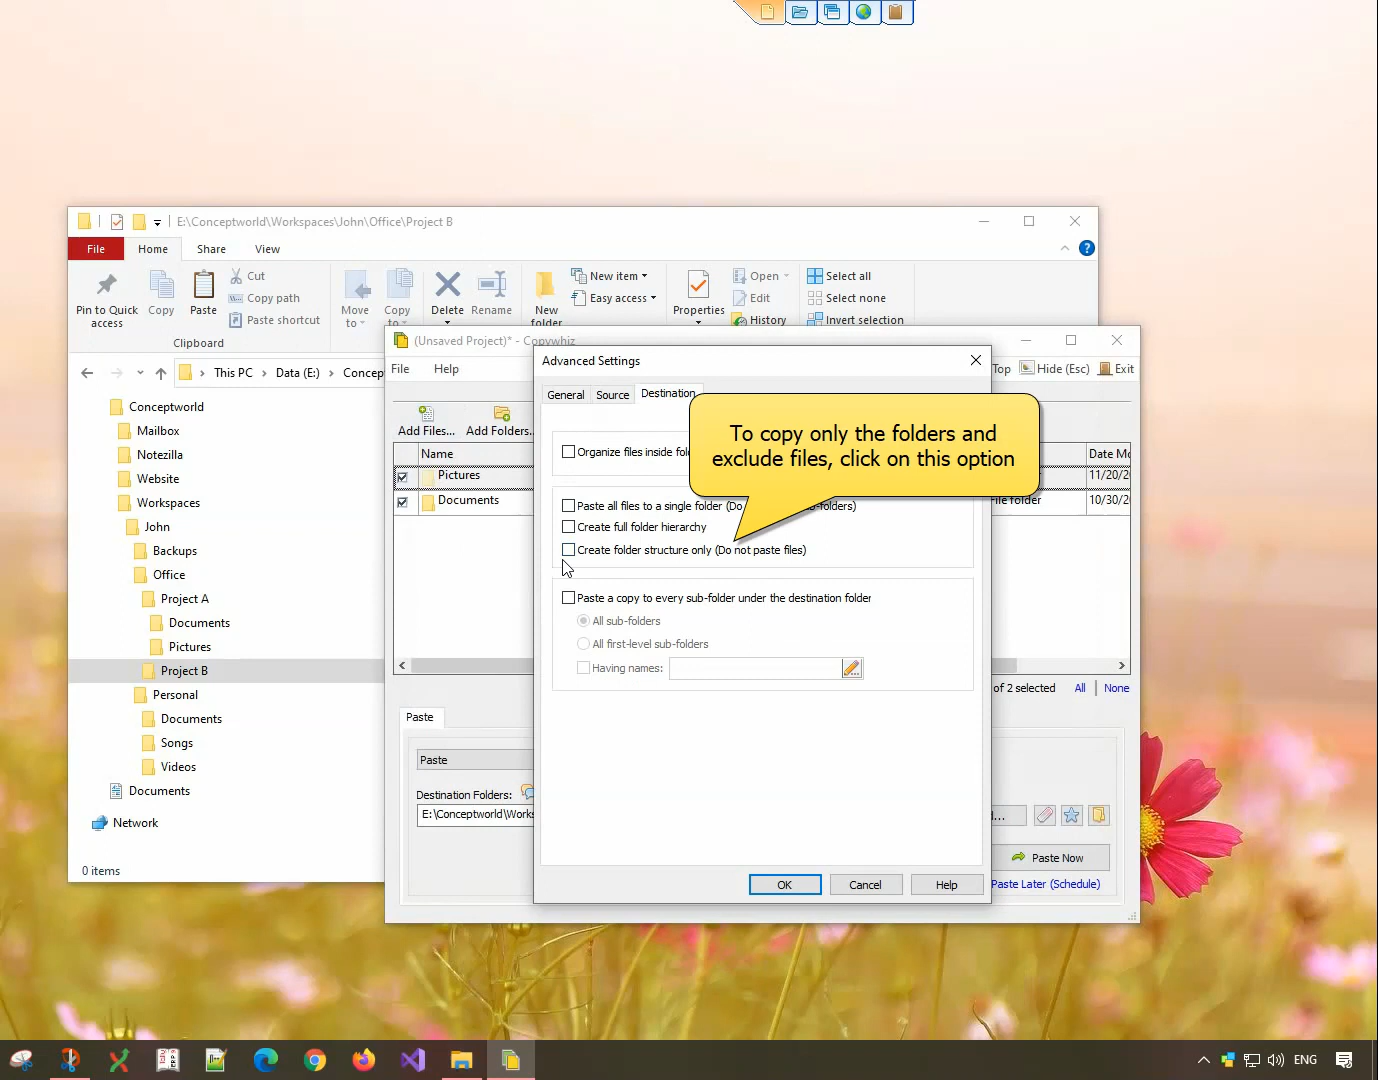 E:\Conceptworld\Workspaces\John\Office\Project B
File
Home
Share
View
Pin to Quick access
Copy
Paste
Cut
Copy path
Paste shortcut
Clipboard
Move to
Copy to
Delete
Rename
New folder
New item
Easy access
Properties
Open
Edit
History
Select all
Select none
Invert selection
This PC > Data (E:) > Concep
Conceptworld
Mailbox
Notezilla
Website
Workspaces
John
Backups
Office
Project A
Documents
Pictures
Project B
Personal
Documents
Songs
Videos
Documents
Network
0 items
(Unsaved Project)* - Copywhiz
File
Help
Top
Hide (Esc)
Exit
Add Files...
Add Folders..
Name
Date Mo
Pictures
11/20/20
Documents
File folder
10/30/20
of 2 selected
All
None
Paste
Paste
Destination Folders:
E:\Conceptworld\Works
Paste Now
Paste Later (Schedule)
Advanced Settings
General
Source
Destination
To copy only the folders and
exclude files, click on this option
Organize files inside fol
Paste all files to a single folder (Do
-folders)
Create full folder hierarchy
Create folder structure only (Do not paste files)
Paste a copy to every sub-folder under the destination folder
All sub-folders
All first-level sub-folders
Having names:
OK
Cancel
Help
ENG